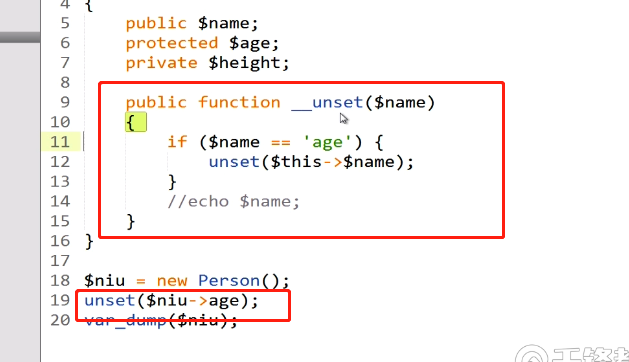 4 {
5 public $name;
6 protected $age;
7 private $height;
8
9 public function __unset($name)
10 {
11 if ($name == 'age') {
12 unset($this->$name);
13 }
14 //echo $name;
15 }
16 }
17
18 $niu = new Person();
19 unset($niu->age);
20 var_dump($niu);